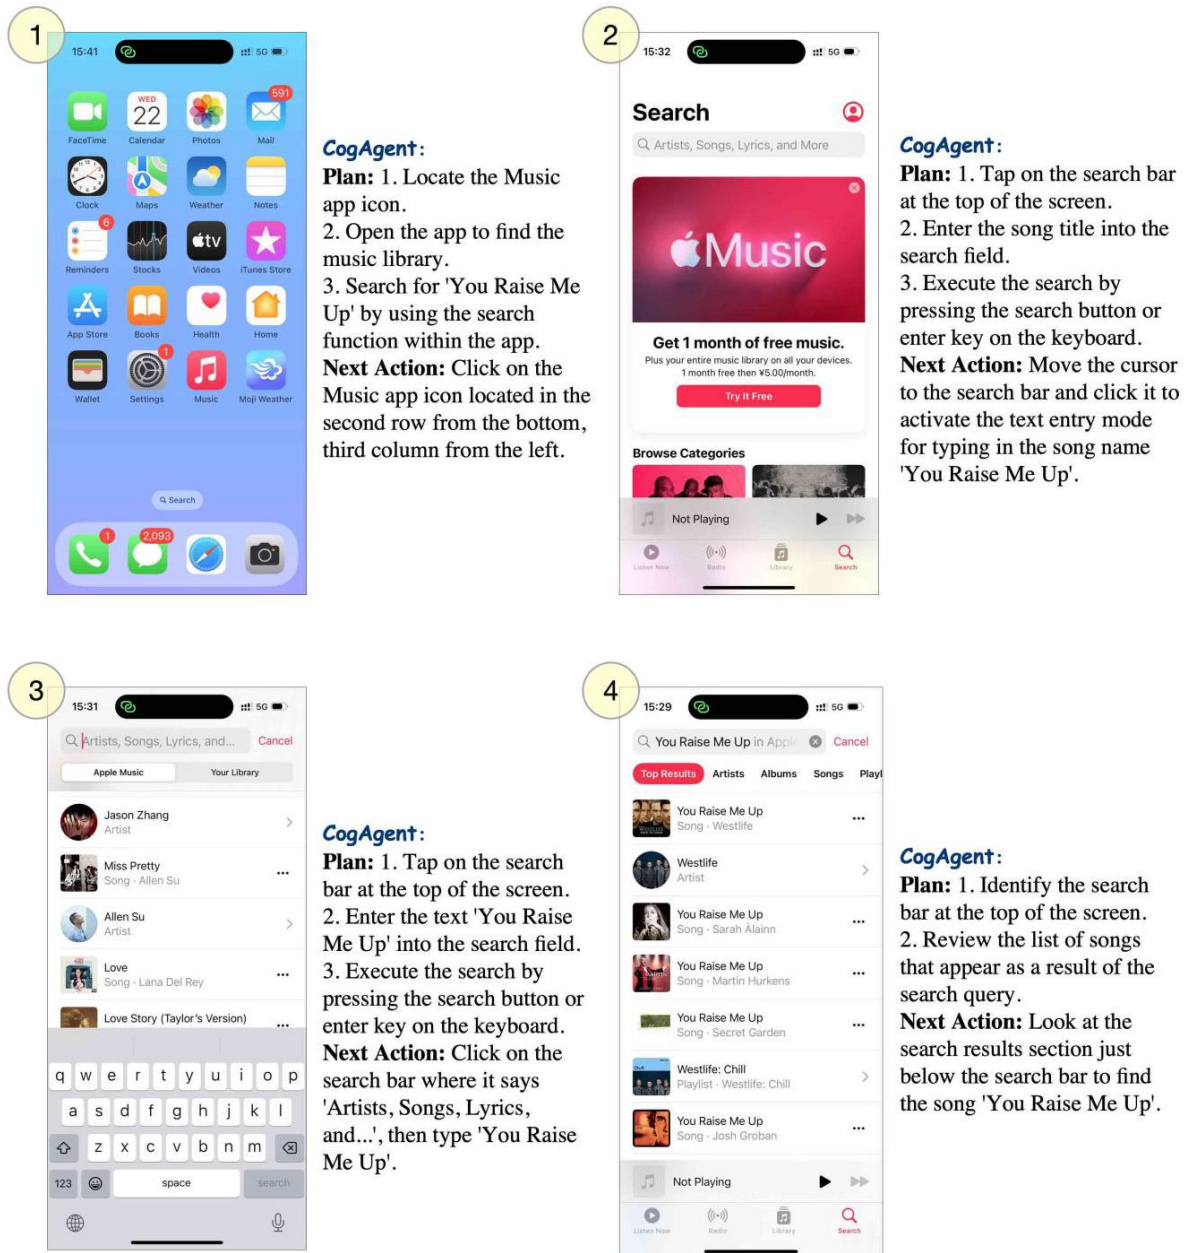 1
15:41
5G
591
WED
22
FaceTime
Calendar
Photos
Mail
Clock
Maps
Weather
Notes
6
tv
Reminders
Stocks
Videos
iTunes Store
App Store
Books
Health
Home
1
Wallet
Settings
Music
Moji Weather
Search
1
2,093
CogAgent:
Plan: 1. Locate the Music
app icon.
2. Open the app to find the
music library.
3. Search for 'You Raise Me
Up' by using the search
function within the app.
Next Action: Click on the
Music app icon located in the
second row from the bottom,
third column from the left.
2
15:32
5G
Search
Artists, Songs, Lyrics, and More
Music
Get 1 month of free music.
Plus your entire music library on all your devices.
1 month free then ¥5.00/month.
Try It Free
Browse Categories
Not Playing
Listen Now
Radio
Library
Search
CogAgent:
Plan: 1. Tap on the search bar
at the top of the screen.
2. Enter the song title into the
search field.
3. Execute the search by
pressing the search button or
enter key on the keyboard.
Next Action: Move the cursor
to the search bar and click it to
activate the text entry mode
for typing in the song name
'You Raise Me Up'.
3
15:31
5G
Artists, Songs, Lyrics, and...
Cancel
Apple Music
Your Library
Jason Zhang
Artist
Miss Pretty
Song · Allen Su
Allen Su
Artist
Love
Song · Lana Del Rey
Love Story (Taylor's Version)
q w e r t y u i o p
a s d f g h j k l
z x c v b n m
123
space
search
CogAgent:
Plan: 1. Tap on the search
bar at the top of the screen.
2. Enter the text 'You Raise
Me Up' into the search field.
3. Execute the search by
pressing the search button or
enter key on the keyboard.
Next Action: Click on the
search bar where it says
'Artists, Songs, Lyrics,
and...', then type 'You Raise
Me Up'.
4
15:29
5G
You Raise Me Up in Apple
Cancel
Top Results
Artists
Albums
Songs
Playl
You Raise Me Up
Song · Westlife
Westlife
Artist
You Raise Me Up
Song · Sarah Àlainn
You Raise Me Up
Song · Martin Hurkens
You Raise Me Up
Song · Secret Garden
Westlife: Chill
Playlist · Westlife: Chill
You Raise Me Up
Song · Josh Groban
Not Playing
Listen Now
Radio
Library
Search
CogAgent:
Plan: 1. Identify the search
bar at the top of the screen.
2. Review the list of songs
that appear as a result of the
search query.
Next Action: Look at the
search results section just
below the search bar to find
the song 'You Raise Me Up'.